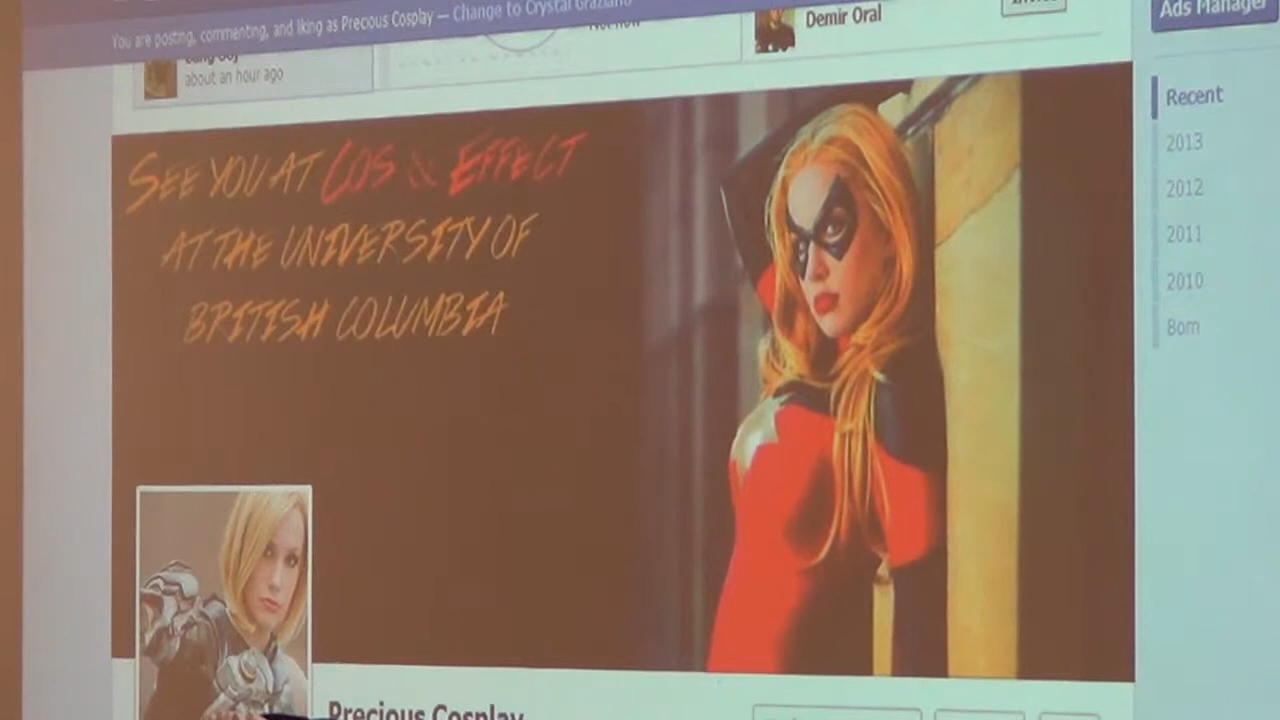 You are posting, commenting, and liking as Precious Cosplay — Change to Crystal Graziano
about an hour ago
Demir Oral
Ads Manager
SEE YOU AT COS & EFFECT
AT THE UNIVERSITY OF
BRITISH COLUMBIA
Recent
2013
2012
2011
2010
Born
Precious Cosplay